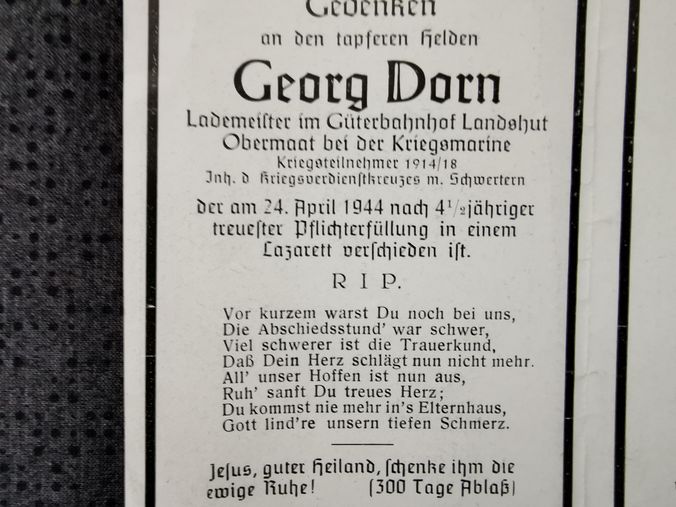 Gedenken
an den tapferen Helden
Georg Dorn
Lademeister im Güterbahnhof Landshut
Obermaat bei der Kriegsmarine
Kriegsteilnehmer 1914/18
Inh. d Kriegsverdienstkreuzes m. Schwertern
der am 24. April 1944 nach 4 1/2 jähriger
treuester Pflichterfüllung in einem
Lazarett verschieden ist.
R I P.
Vor kurzem warst Du noch bei uns,
Die Abschiedsstund' war schwer,
Viel schwerer ist die Trauerkund,
Daß Dein Herz schlägt nun nicht mehr.
All' unser Hoffen ist nun aus,
Ruh' sanft Du treues Herz;
Du kommst nie mehr in's Elternhaus,
Gott lind're unsern tiefen Schmerz.
Jesus, guter Heiland, schenke ihm die
ewige Ruhe! (300 Tage Ablaß)